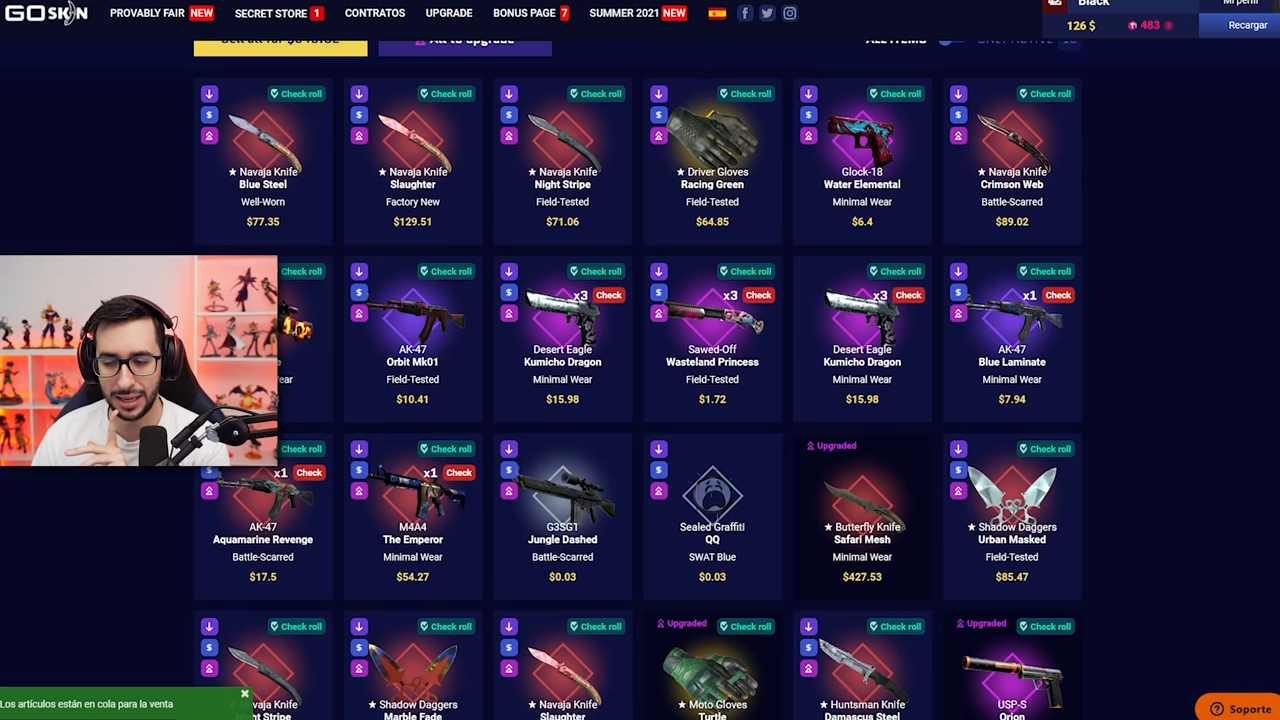 GO SKIN
PROVABLY FAIR NEW
SECRET STORE 1
CONTRATOS
UPGRADE
BONUS PAGE 7
SUMMER 2021 NEW
Black
126 $
483
Mi perfil
Recargar
Check roll
★ Navaja Knife
Blue Steel
Well-Worn
$77.35
Check roll
★ Navaja Knife
Slaughter
Factory New
$129.51
Check roll
★ Navaja Knife
Night Stripe
Field-Tested
$71.06
Check roll
★ Driver Gloves
Racing Green
Field-Tested
$64.85
Check roll
Glock-18
Water Elemental
Minimal Wear
$6.4
Check roll
★ Navaja Knife
Crimson Web
Battle-Scarred
$89.02
Check roll
Check roll
AK-47
Orbit Mk01
Field-Tested
$10.41
Check roll
x3 Check
Desert Eagle
Kumicho Dragon
Minimal Wear
$15.98
Check roll
x3 Check
Sawed-Off
Wasteland Princess
Field-Tested
$1.72
Check roll
x3 Check
Desert Eagle
Kumicho Dragon
Minimal Wear
$15.98
Check roll
x1 Check
AK-47
Blue Laminate
Minimal Wear
$7.94
Check roll
x1 Check
AK-47
Aquamarine Revenge
Battle-Scarred
$17.5
Check roll
x1 Check
M4A4
The Emperor
Minimal Wear
$54.27
Check roll
G3SG1
Jungle Dashed
Battle-Scarred
$0.03
Sealed Graffiti
QQ
SWAT Blue
$0.03
Upgraded
★ Butterfly Knife
Safari Mesh
Minimal Wear
$427.53
Check roll
★ Shadow Daggers
Urban Masked
Field-Tested
$85.47
Check roll
★ Navaja Knife
Night Stripe
Check roll
★ Shadow Daggers
Marble Fade
Check roll
★ Navaja Knife
Slaughter
Upgraded
Check roll
★ Moto Gloves
Turtle
Check roll
★ Huntsman Knife
Damascus Steel
Upgraded
Check roll
USP-S
Orion
Los artículos están en cola para la venta
Soporte